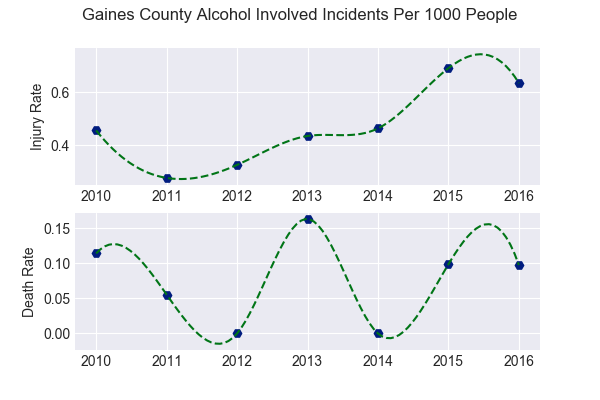 Gaines County Alcohol Involved Incidents Per 1000 People
Injury Rate
0.6
0.4
2010 2011 2012 2013 2014 2015 2016
Death Rate
0.15
0.10
0.05
0.00
2010 2011 2012 2013 2014 2015 2016